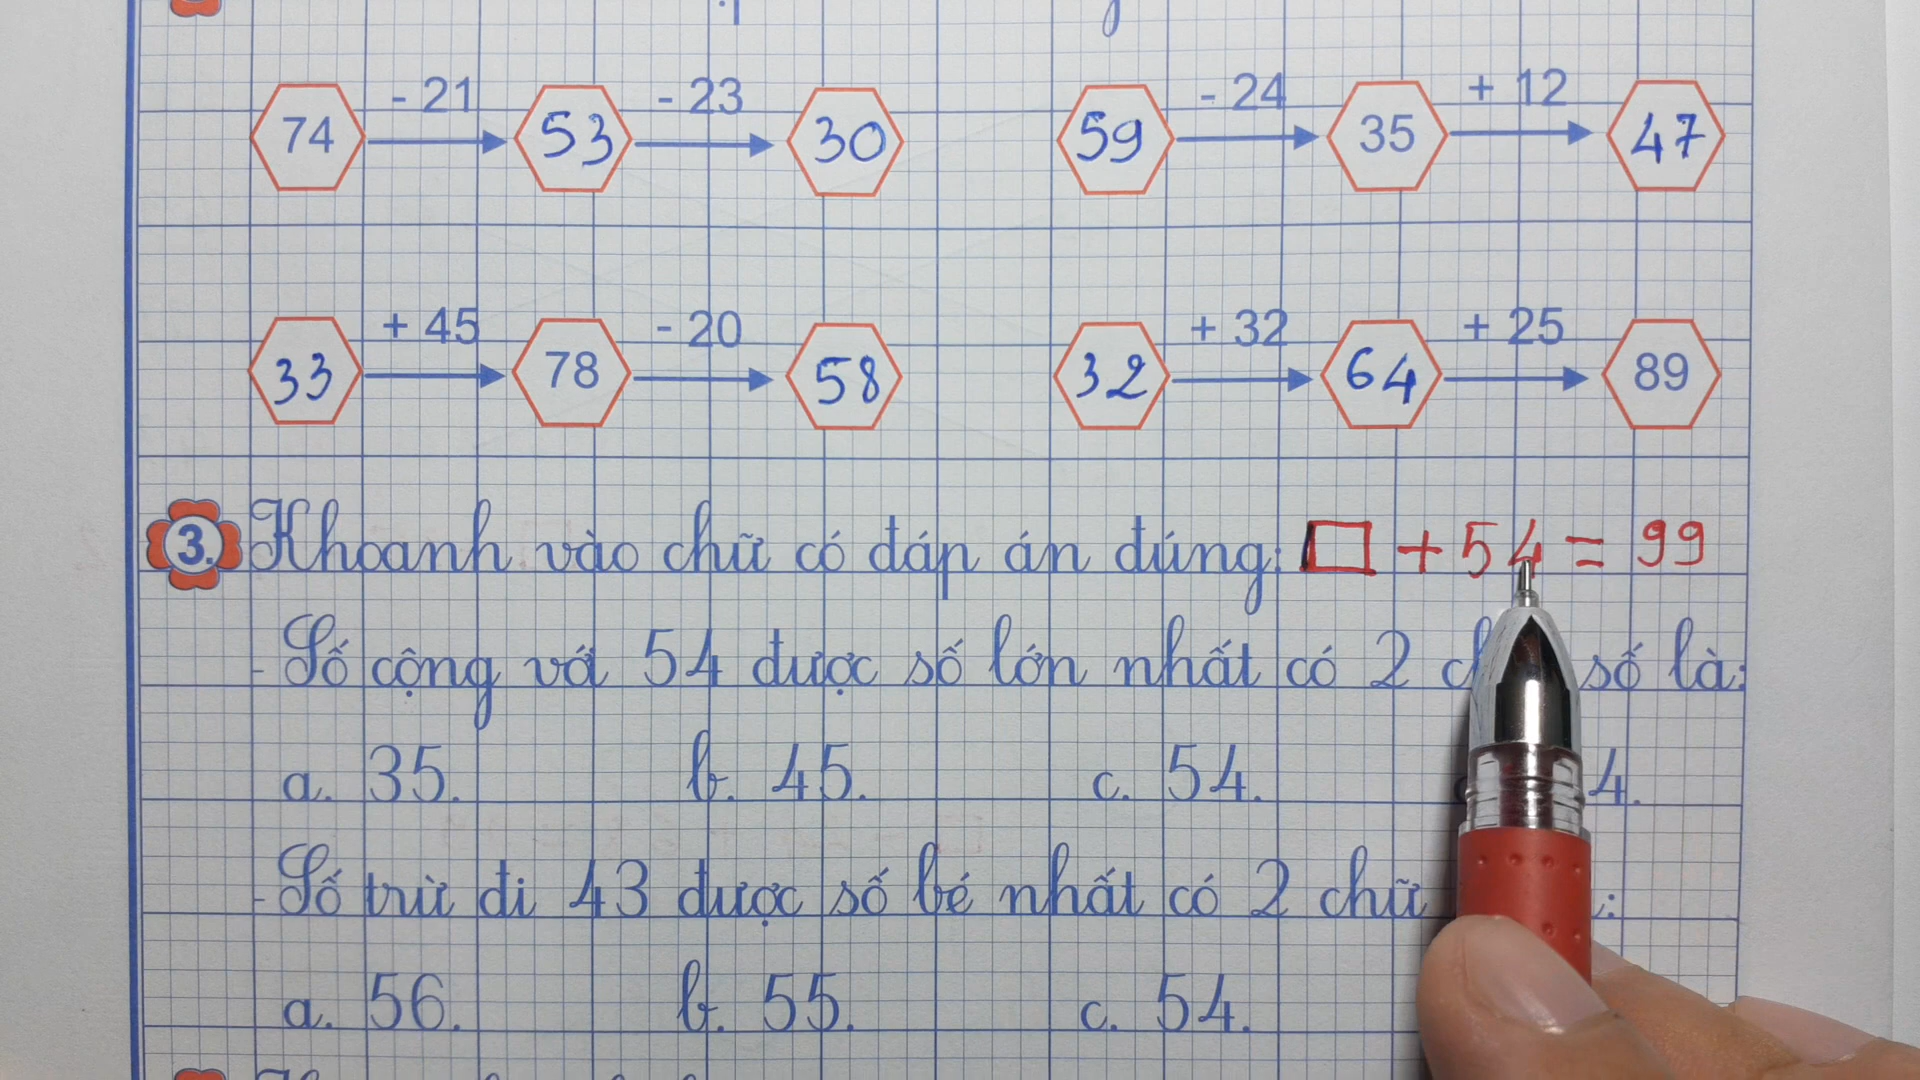 74 - 21 53 - 23 30 59 - 24 35 + 12 47
33 + 45 78 - 20 58 32 + 32 64 + 25 89
3. Khoanh vào chữ có đáp án đúng: □ + 54 = 99
- Số cộng với 54 được số lớn nhất có 2 số là:
a. 35. b. 45. c. 54. 4.
- Số trừ đi 43 được số bé nhất có 2 chữ :
a. 56. b. 55. c. 54.